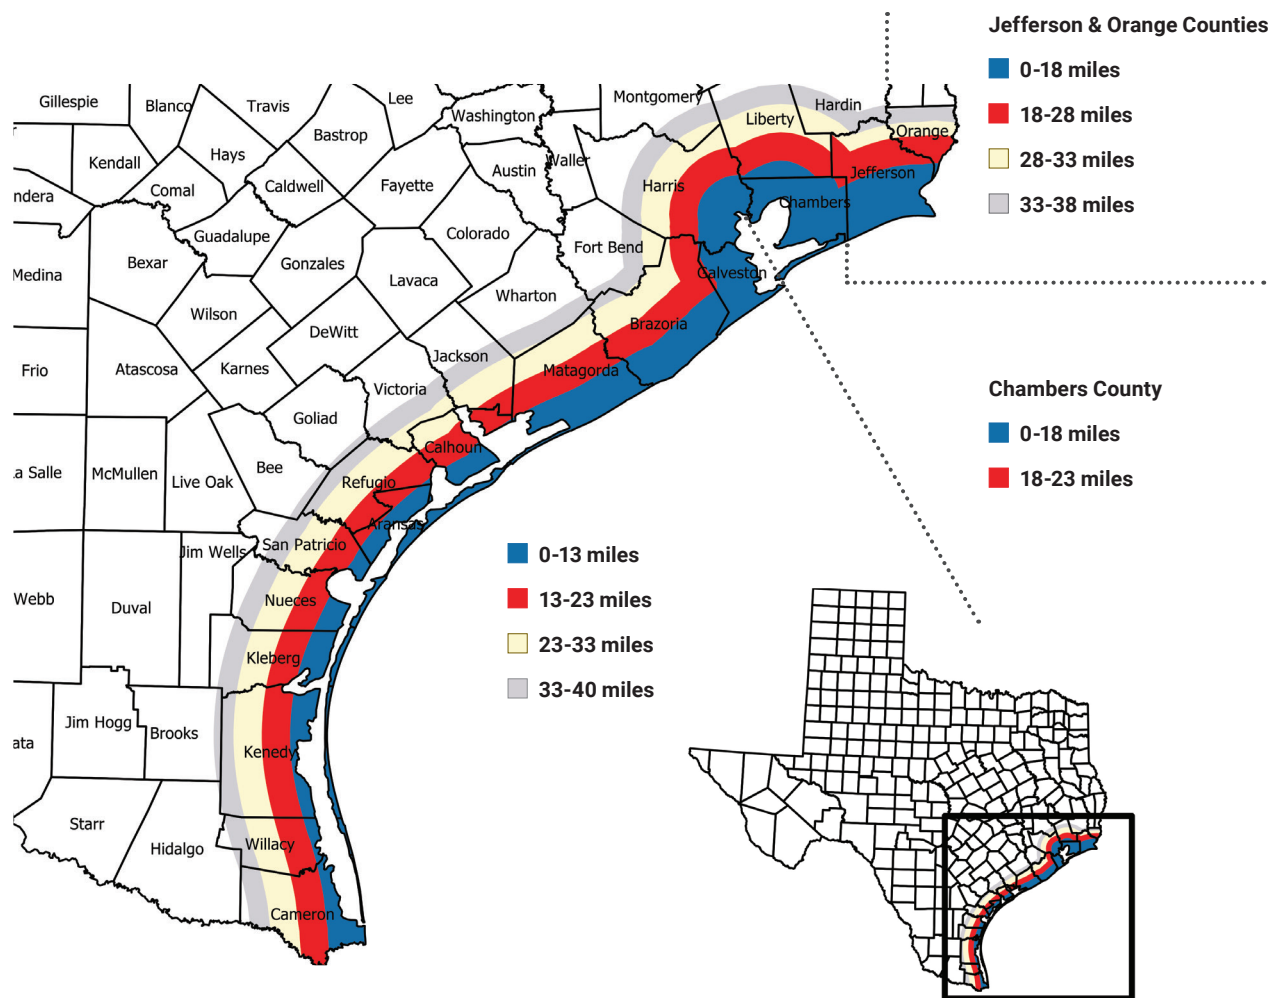 Jefferson & Orange Counties
0-18 miles
18-28 miles
28-33 miles
33-38 miles
Gillespie
Blanco
Travis
Lee
Washington
Montgomery
Hardin
Liberty
Orange
r
Kendall
Hays
Bastrop
Austin
Waller
Jefferson
ndera
Comal
Caldwell
Fayette
Harris
Chambers
Guadalupe
Colorado
Fort Bend
Medina
Bexar
Gonzales
Lavaca
Galveston
Wilson
Wharton
DeWitt
Brazoria
Frio
Atascosa
Karnes
Jackson
Matagorda
Victoria
Goliad
Chambers County
0-18 miles
18-23 miles
a Salle
McMullen
Live Oak
Bee
Calhoun
Refugio
Aransas
Jim Wells
San Patricio
0-13 miles
13-23 miles
23-33 miles
33-40 miles
Webb
Duval
Nueces
Kleberg
ata
Jim Hogg
Brooks
Kenedy
Starr
Hidalgo
Willacy
Cameron